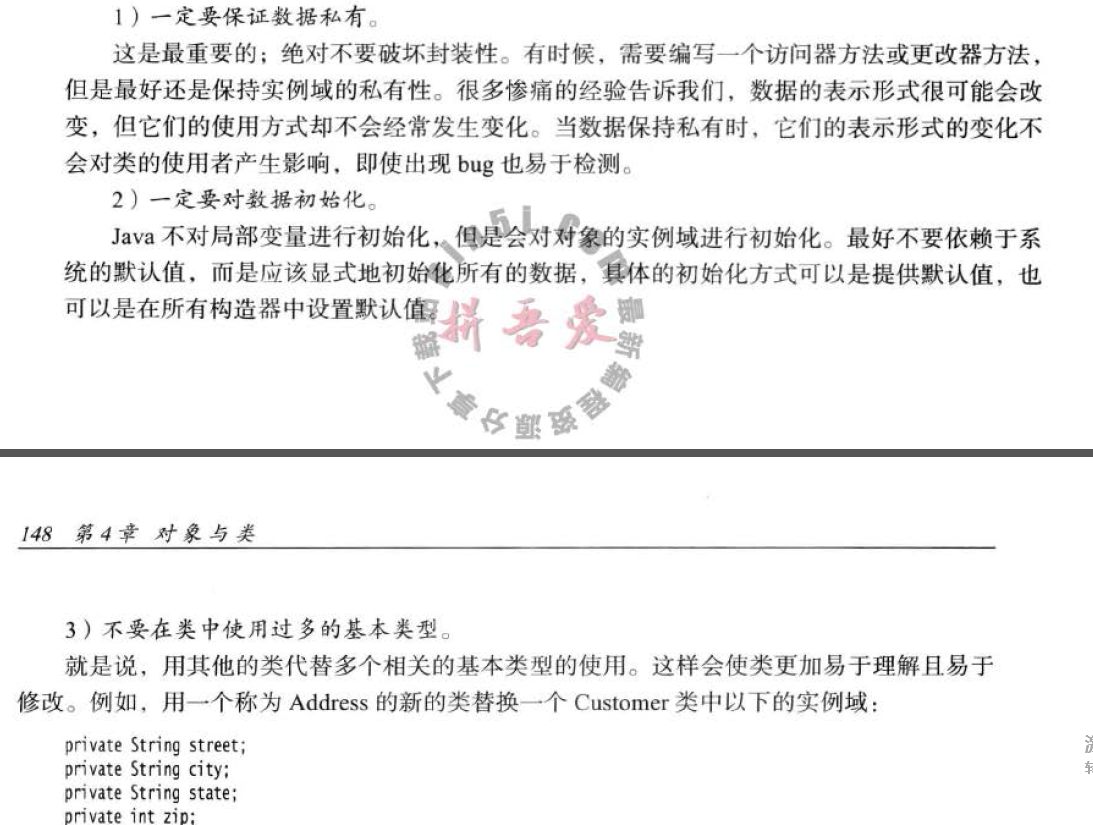 1）一定要保证数据私有。
这是最重要的；绝对不要破坏封装性。有时候，需要编写一个访问器方法或更改器方法，
但是最好还是保持实例域的私有性。很多惨痛的经验告诉我们，数据的表示形式很可能会改
变，但它们的使用方式却不会经常发生变化。当数据保持私有时，它们的表示形式的变化不
会对类的使用者产生影响，即使出现 bug 也易于检测。
2）一定要对数据初始化。
Java 不对局部变量进行初始化，但是会对对象的实例域进行初始化。最好不要依赖于系
统的默认值，而是应该显式地初始化所有的数据，具体的初始化方式可以是提供默认值，也
可以是在所有构造器中设置默认值。
拼吾爱
最新编程资源分享下载
148 第4章 对象与类
3）不要在类中使用过多的基本类型。
就是说，用其他的类代替多个相关的基本类型的使用。这样会使类更加易于理解且易于
修改。例如，用一个称为 Address 的新的类替换一个 Customer 类中以下的实例域：
private String street;
private String city;
private String state;
private int zip;